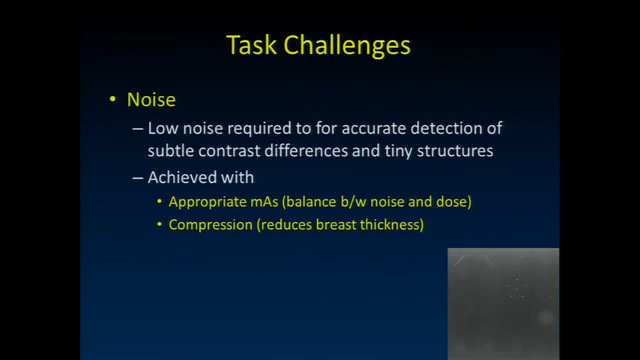 Task Challenges
• Noise
– Low noise required to for accurate detection of
subtle contrast differences and tiny structures
– Achieved with
• Appropriate mAs (balance b/w noise and dose)
• Compression (reduces breast thickness)